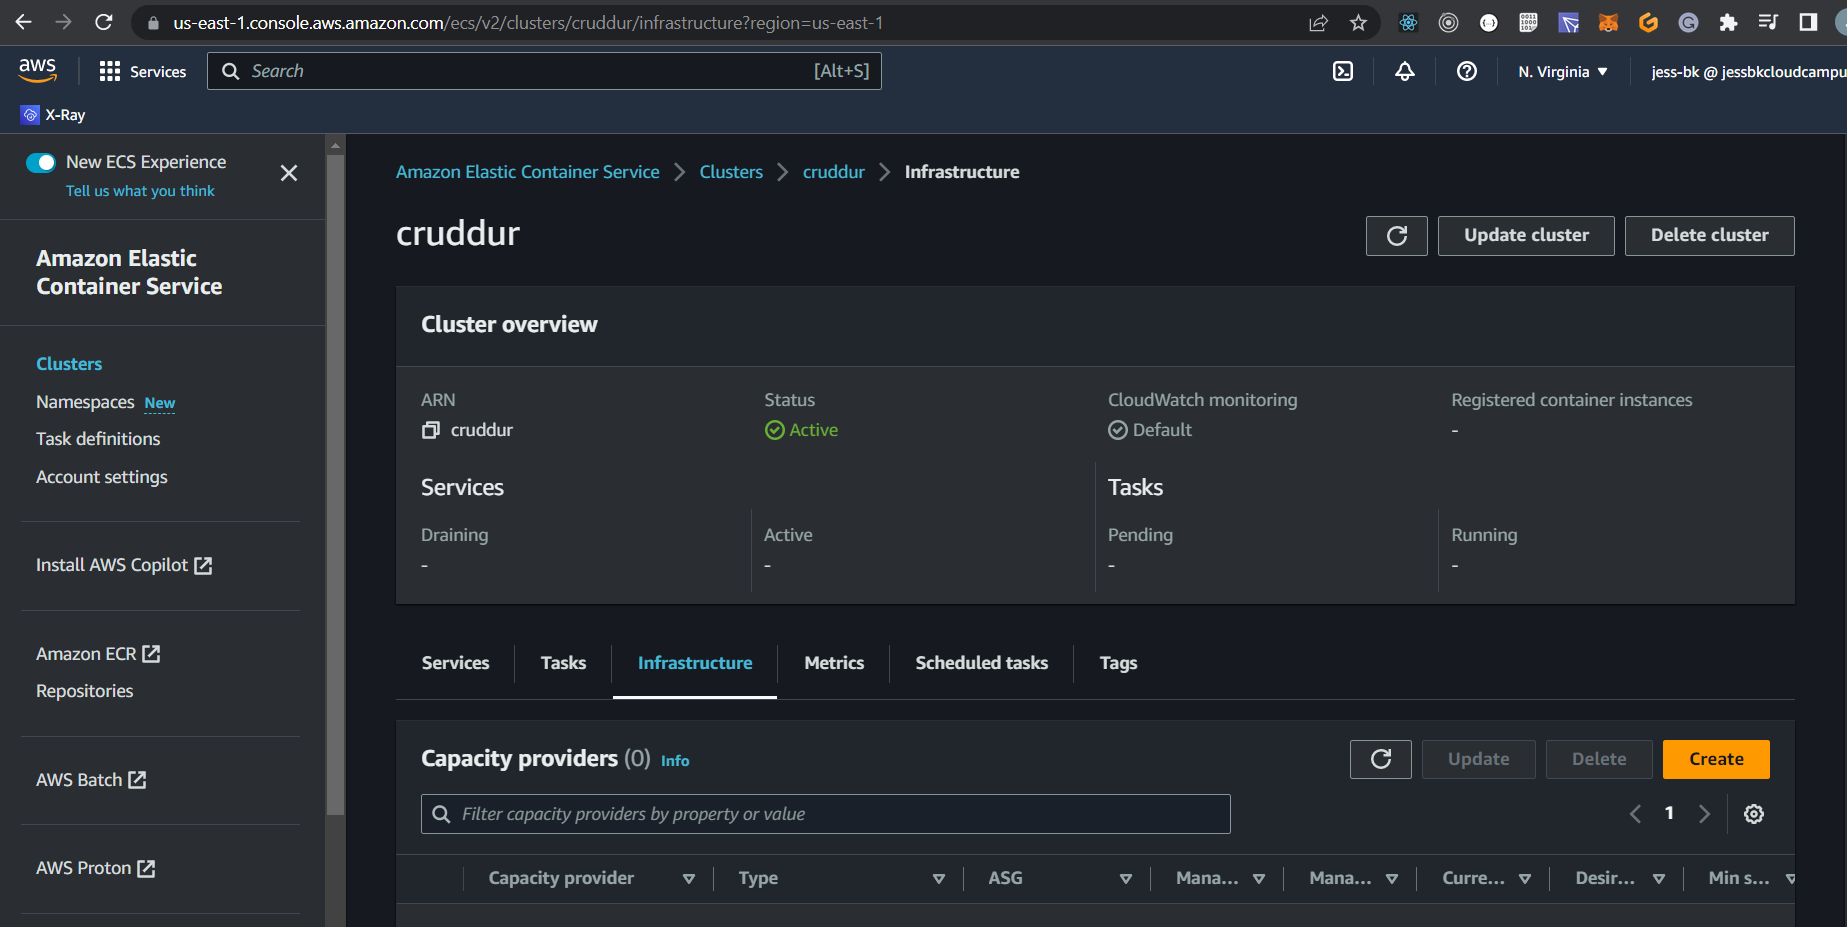 us-east-1.console.aws.amazon.com/ecs/v2/clusters/cruddur/infrastructure?region=us-east-1
aws Services Search [Alt+S] N. Virginia jess-bk @ jessbkcloudcampu
X-Ray
New ECS Experience
Tell us what you think
Amazon Elastic
Container Service
Clusters
Namespaces New
Task definitions
Account settings
Install AWS Copilot
Amazon ECR
Repositories
AWS Batch
AWS Proton
Amazon Elastic Container Service Clusters cruddur Infrastructure
cruddur Update cluster Delete cluster
Cluster overview
ARN Status CloudWatch monitoring Registered container instances
cruddur Active Default -
Services Tasks
Draining Active Pending Running
- - - -
Services Tasks Infrastructure Metrics Scheduled tasks Tags
Capacity providers (0) Info Update Delete Create
Filter capacity providers by property or value 1
Capacity provider Type ASG Mana... Mana... Curre... Desir... Min s...